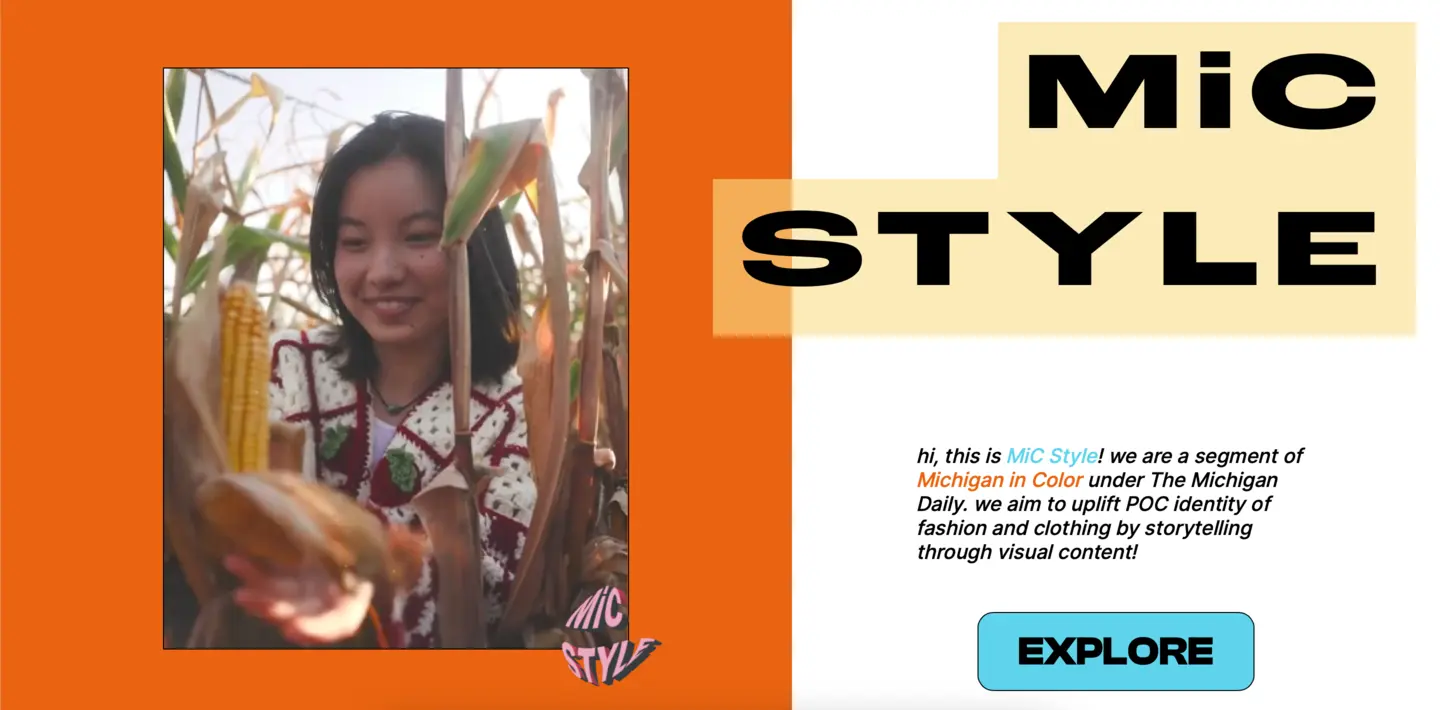 MiC
STYLE
hi, this is MiC Style! we are a segment of
Michigan in Color under The Michigan
Daily. we aim to uplift POC identity of
fashion and clothing by storytelling
through visual content!
EXPLORE
MiC
STYLE